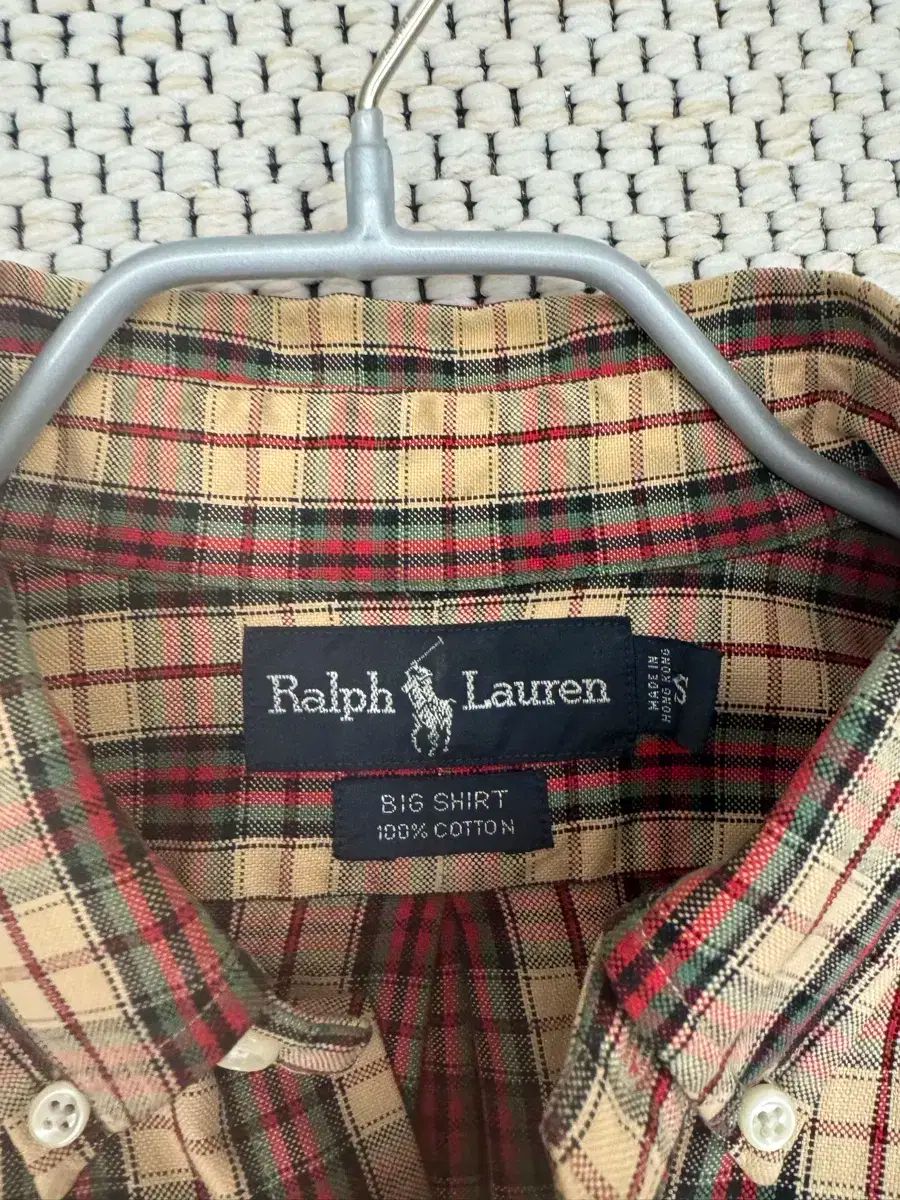 Ralph Lauren
MADE IN
HONG KONG
S
BIG SHIRT
100% COTTON